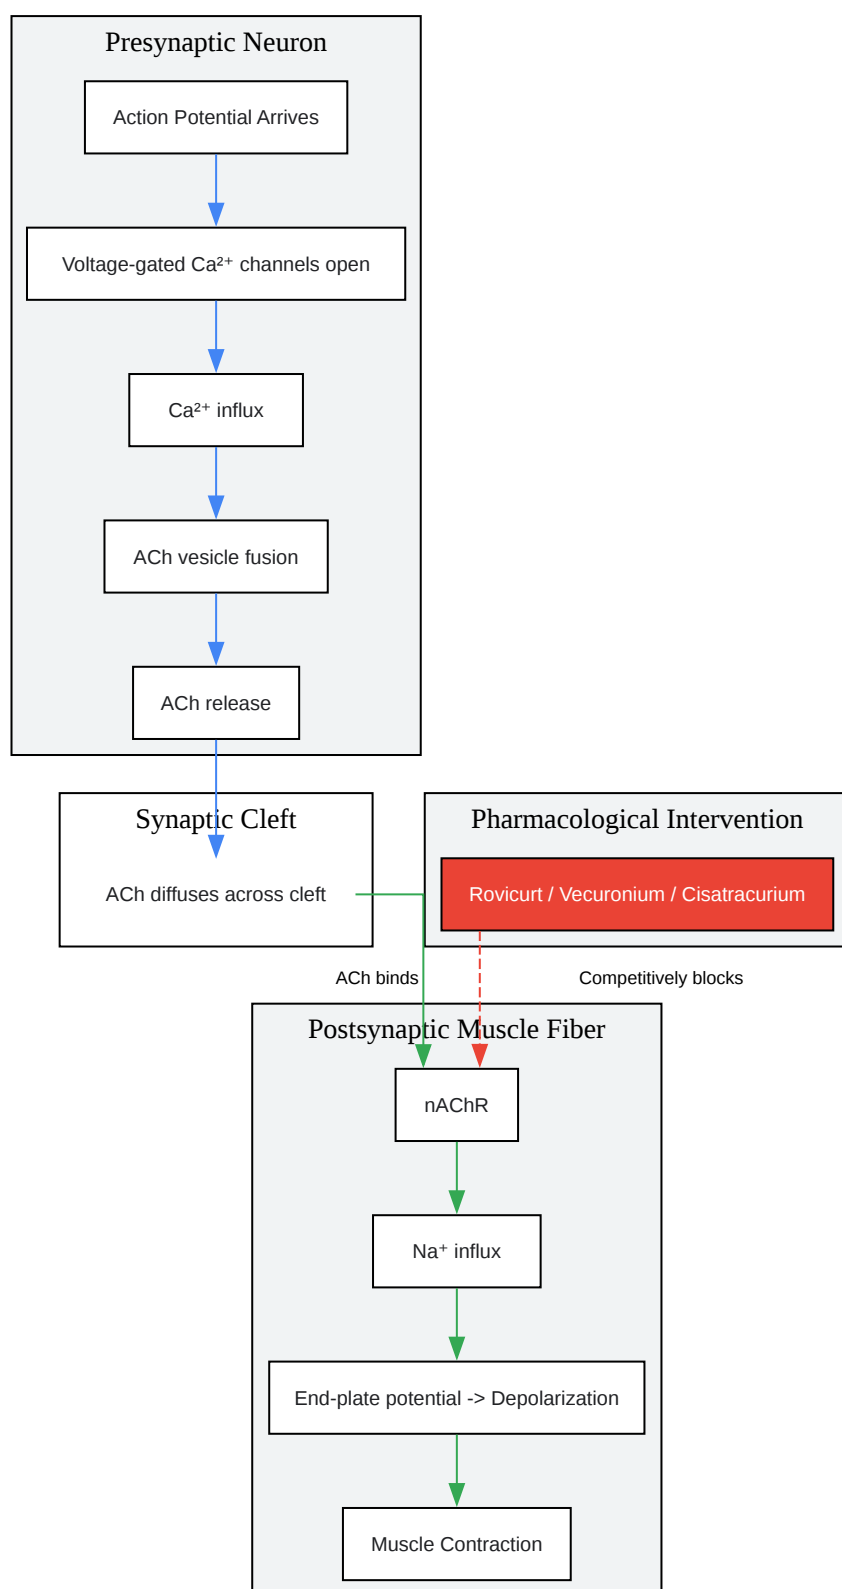 Presynaptic Neuron
Action Potential Arrives
Voltage-gated Ca²⁺ channels open
Ca²⁺ influx
ACh vesicle fusion
ACh release
Synaptic Cleft
ACh diffuses across cleft
Pharmacological Intervention
Rovicurt / Vecuronium / Cisatracurium
ACh binds
Competitively blocks
Postsynaptic Muscle Fiber
nAChR
Na⁺ influx
End-plate potential -> Depolarization
Muscle Contraction